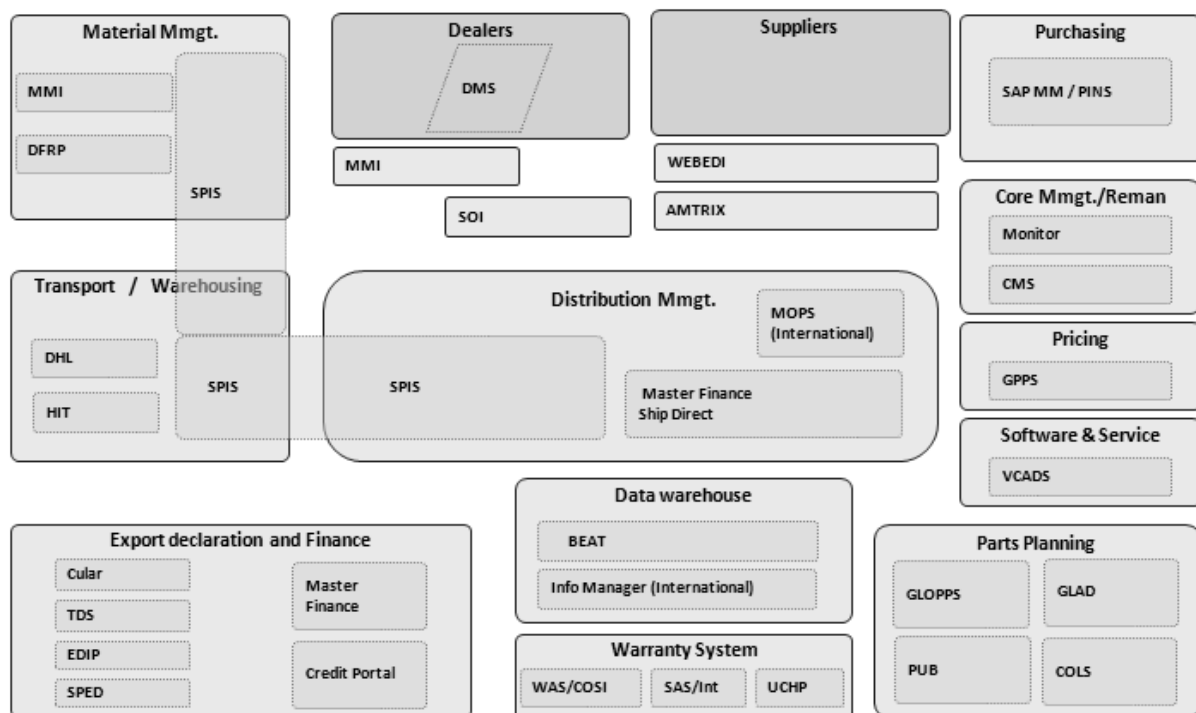 Material Mmgt.
MMI
DFRP
SPIS
Dealers
DMS
MMI
SOI
Suppliers
WEBEDI
AMTRIX
Purchasing
SAP MM / PINS
Core Mmgt./Reman
Monitor
CMS
Transport / Warehousing
DHL
HIT
SPIS
Distribution Mmgt.
SPIS
MOPS
(International)
Master Finance
Ship Direct
Pricing
GPPS
Software & Service
VCADS
Export declaration and Finance
Cular
TDS
EDIP
SPED
Master
Finance
Credit Portal
Data warehouse
BEAT
Info Manager (International)
Warranty System
WAS/COSI
SAS/Int
UCHP
Parts Planning
GLOPPS
GLAD
PUB
COLS